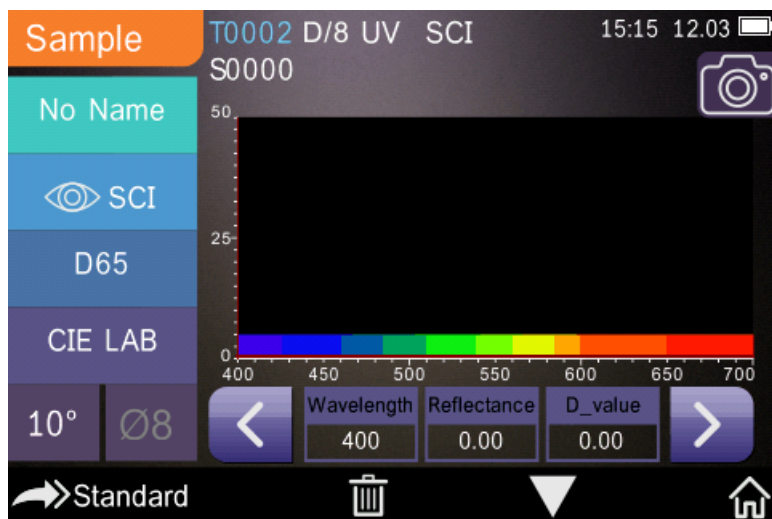 Sample
T0002 D/8 UV SCI
15:15 12.03
S0000
No Name
SCI
D65
CIE LAB
10° Ø8
50
25
0
400 450 500 550 600 650 700
Wavelength Reflectance D_value
400 0.00 0.00
Standard